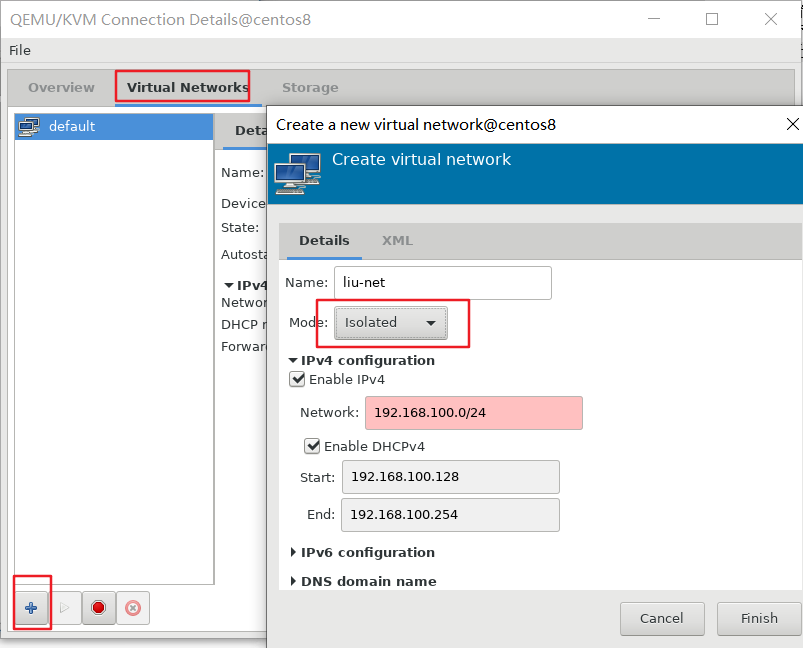 QEMU/KVM Connection Details@centos8
File
Overview
Virtual Networks
Storage
default
Deta
Name:
Device
State:
Autosta
IPv4
Networ
DHCP r
Forwar
Create a new virtual network@centos8
Create virtual network
Details
XML
Name: liu-net
Mode: Isolated
IPv4 configuration
Enable IPv4
Network: 192.168.100.0/24
Enable DHCPv4
Start: 192.168.100.128
End: 192.168.100.254
IPv6 configuration
DNS domain name
Cancel
Finish